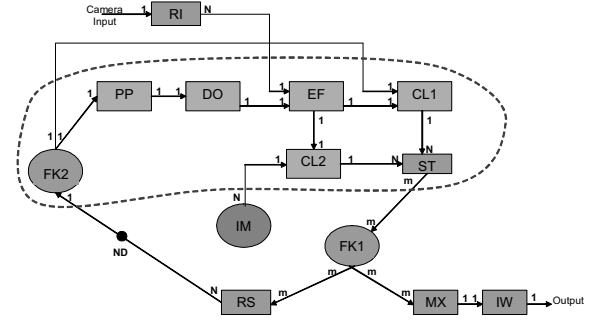 Camera Input 1 RI N
1 PP 1 1 DO 1 1 EF 1 1 CL1
1
1 1
1 1
FK2 1 CL2 1 N ST N
1
N m
IM
m
FK1
ND
m m
N RS m m MX 1 1 IW 1 Output